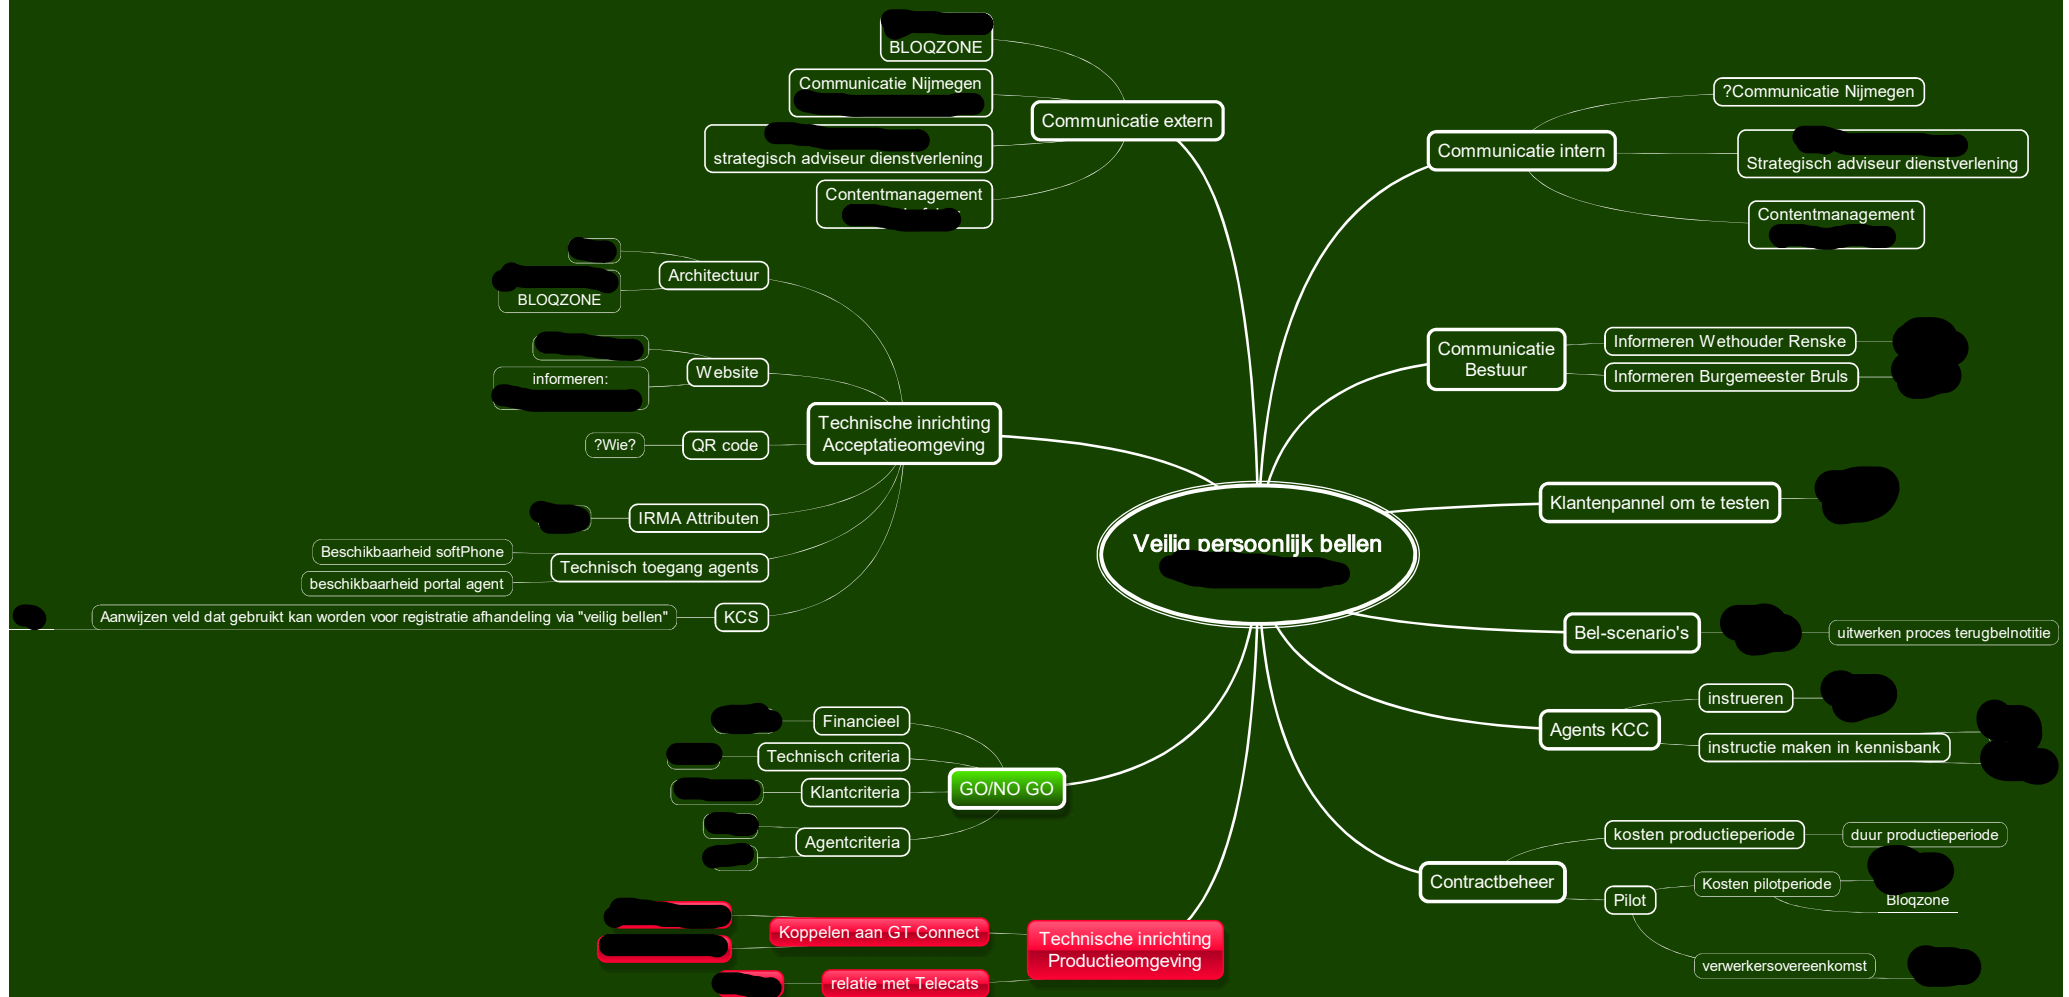 BLOQZONE
Communicatie Nijmegen
strategisch adviseur dienstverlening
Contentmanagement
Communicatie extern
Architectuur
BLOQZONE
Website
informeren:
QR code
?Wie?
IRMA Attributen
Technisch toegang agents
Beschikbaarheid softPhone
beschikbaarheid portal agent
KCS
Aanwijzen veld dat gebruikt kan worden voor registratie afhandeling via "veilig bellen"
Technische inrichting
Acceptatieomgeving
Financieel
Technisch criteria
Klantcriteria
Agentcriteria
GO/NO GO
Koppelen aan GT Connect
relatie met Telecats
Technische inrichting
Productieomgeving
Veilig persoonlijk bellen
Communicatie intern
?Communicatie Nijmegen
Strategisch adviseur dienstverlening
Contentmanagement
Communicatie
Bestuur
Informeren Wethouder Renske
Informeren Burgemeester Bruls
Klantenpannel om te testen
Bel-scenario's
uitwerken proces terugbelnotitie
Agents KCC
instrueren
instructie maken in kennisbank
Contractbeheer
kosten productieperiode
duur productieperiode
Pilot
Kosten pilotperiode
Bloqzone
verwerkersovereenkomst